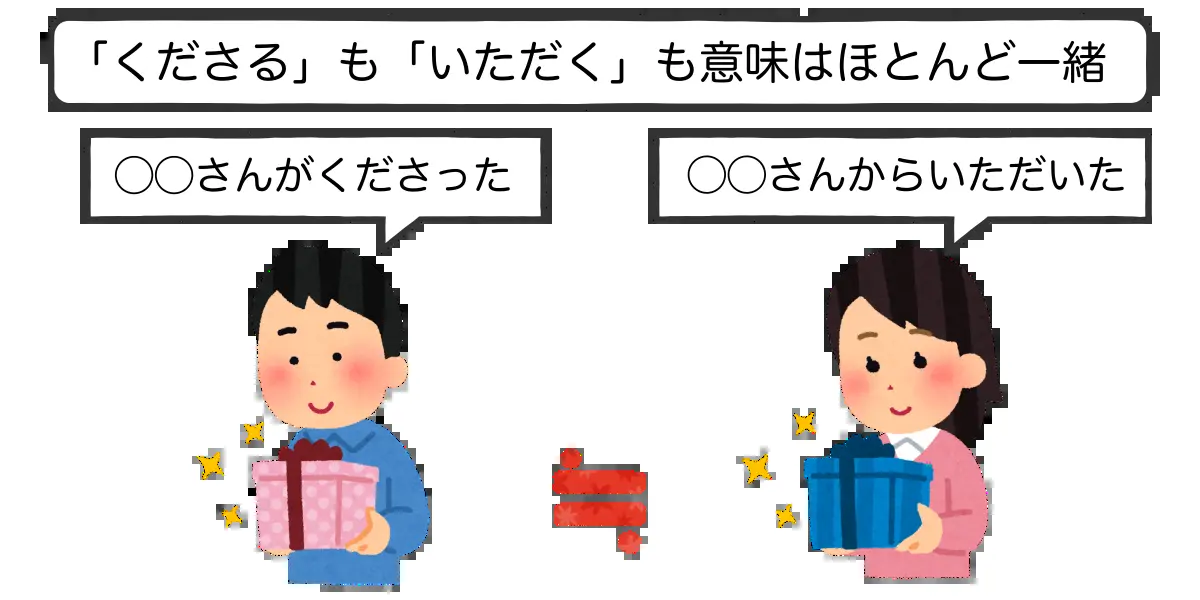 「くださる」も「いただく」も意味はほとんど一緒
◯◯さんがくださった
◯◯さんからいただいた
≒